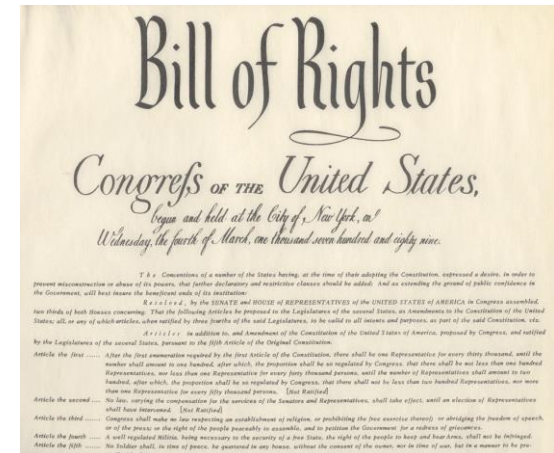 Bill of Rights
Congreſs OF THE United States,
begun and held at the City of New York, on
Wednesday, the fourth of March, one thousand seven hundred and eighty nine.
The Conventions of a number of the States having, at the time of their adopting the Constitution, expressed a desire, in order to
prevent misconstruction or abuse of its powers, that further declaratory and restrictive clauses should be added: And as extending the ground of public confidence in
the Government, will best insure the beneficent ends of its institution:
Resolved, by the SENATE and HOUSE of REPRESENTATIVES of the UNITED STATES of AMERICA in Congress assembled,
two thirds of both Houses concurring: That the following Articles be proposed to the Legislatures of the several States, as Amendments to the Constitution of the United
States; all, or any of which articles, when ratified by three fourths of the said Legislatures, to be valid to all intents and purposes, as part of the said Constitution, viz.
Articles in addition to, and Amendment of the Constitution of the United States of America, proposed by Congress, and ratified
by the Legislatures of the several States, pursuant to the fifth Article of the Original Constitution.
Article the first ...... After the first enumeration required by the first Article of the Constitution, there shall be one Representative for every thirty thousand, until the
number shall amount to one hundred, after which, the proportion shall be so regulated by Congress, that there shall be not less than one hundred
Representatives, nor less than one Representative for every forty thousand persons, until the number of Representatives shall amount to two
hundred, after which, the proportion shall be so regulated by Congress, that there shall not be less than two hundred Representatives, nor more
than one Representative for every fifty thousand persons. [Not Ratified]
Article the second .... No law, varying the compensation for the services of the Senators and Representatives, shall take effect, until an election of Representatives
shall have intervened. [Not Ratified]
Article the third ...... Congress shall make no law respecting an establishment of religion, or prohibiting the free exercise thereof; or abridging the freedom of speech,
or of the press; or the right of the people peaceably to assemble, and to petition the Government for a redress of grievances.
Article the fourth .... A well regulated Militia, being necessary to the security of a free State, the right of the people to keep and bear Arms, shall not be infringed.
Article the fifth ...... No Soldier shall, in time of peace, be quartered in any house, without the consent of the owner, nor in time of war, but in a manner to be pre-